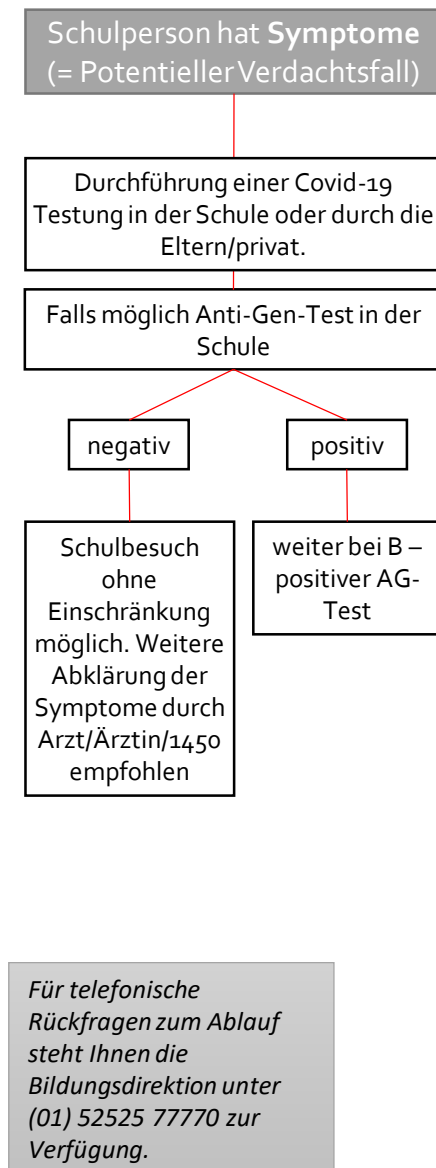 Schulperson hat Symptome
(= Potentieller Verdachtsfall)
Durchführung einer Covid-19
Testung in der Schule oder durch die
Eltern/privat.
Falls möglich Anti-Gen-Test in der
Schule
negativ
positiv
Schulbesuch
ohne
Einschränkung
möglich. Weitere
Abklärung der
Symptome durch
Arzt/Ärztin/1450
empfohlen
weiter bei B –
positiver AG-
Test
Für telefonische
Rückfragen zum Ablauf
steht Ihnen die
Bildungsdirektion unter
(01) 52525 77770 zur
Verfügung.